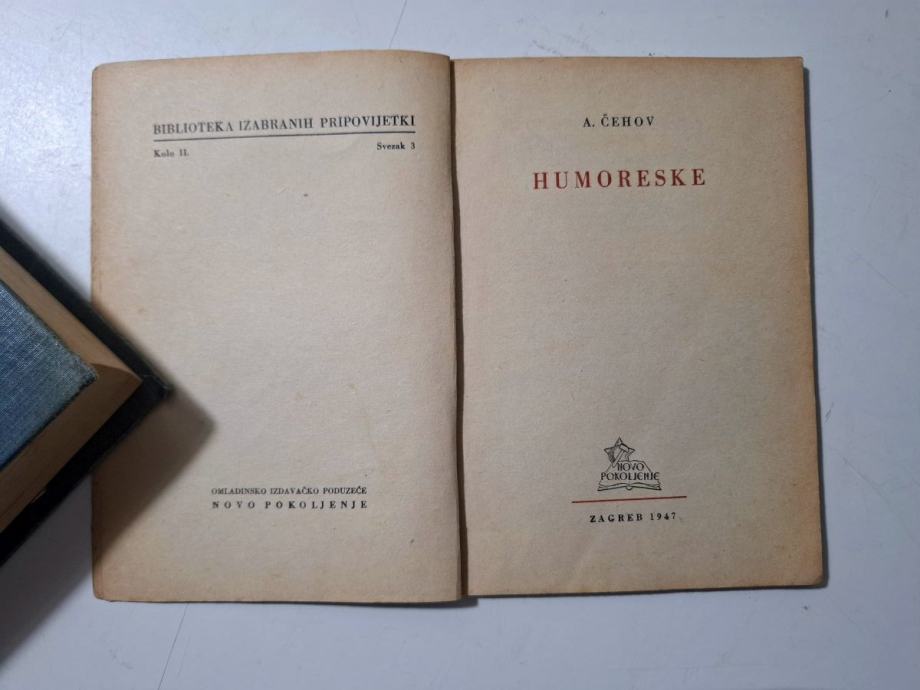 BIBLIOTEKA IZABRANIH PRIPOVIJETKI
Kolo II. Svezak 3
OMLADINSKO IZDAVAČKO PODUZEĆE
NOVO POKOLJENJE
A. ČEHOV
HUMORESKE
NOVO
POKOLJENJE
ZAGREB 1947